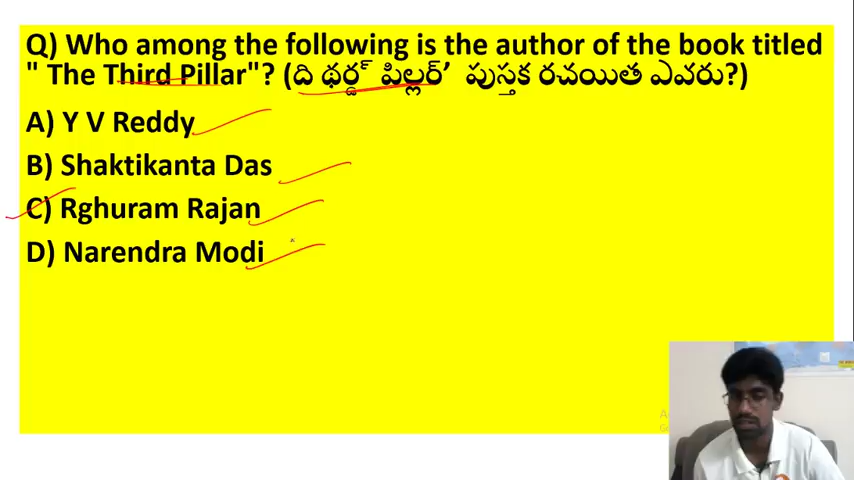 Q) Who among the following is the author of the book titled
" The Third Pillar"? (ది థర్డ్ పిల్లర్’ పుస్తక రచయిత ఎవరు?)
A) Y V Reddy
B) Shaktikanta Das
C) Rghuram Rajan
D) Narendra Modi